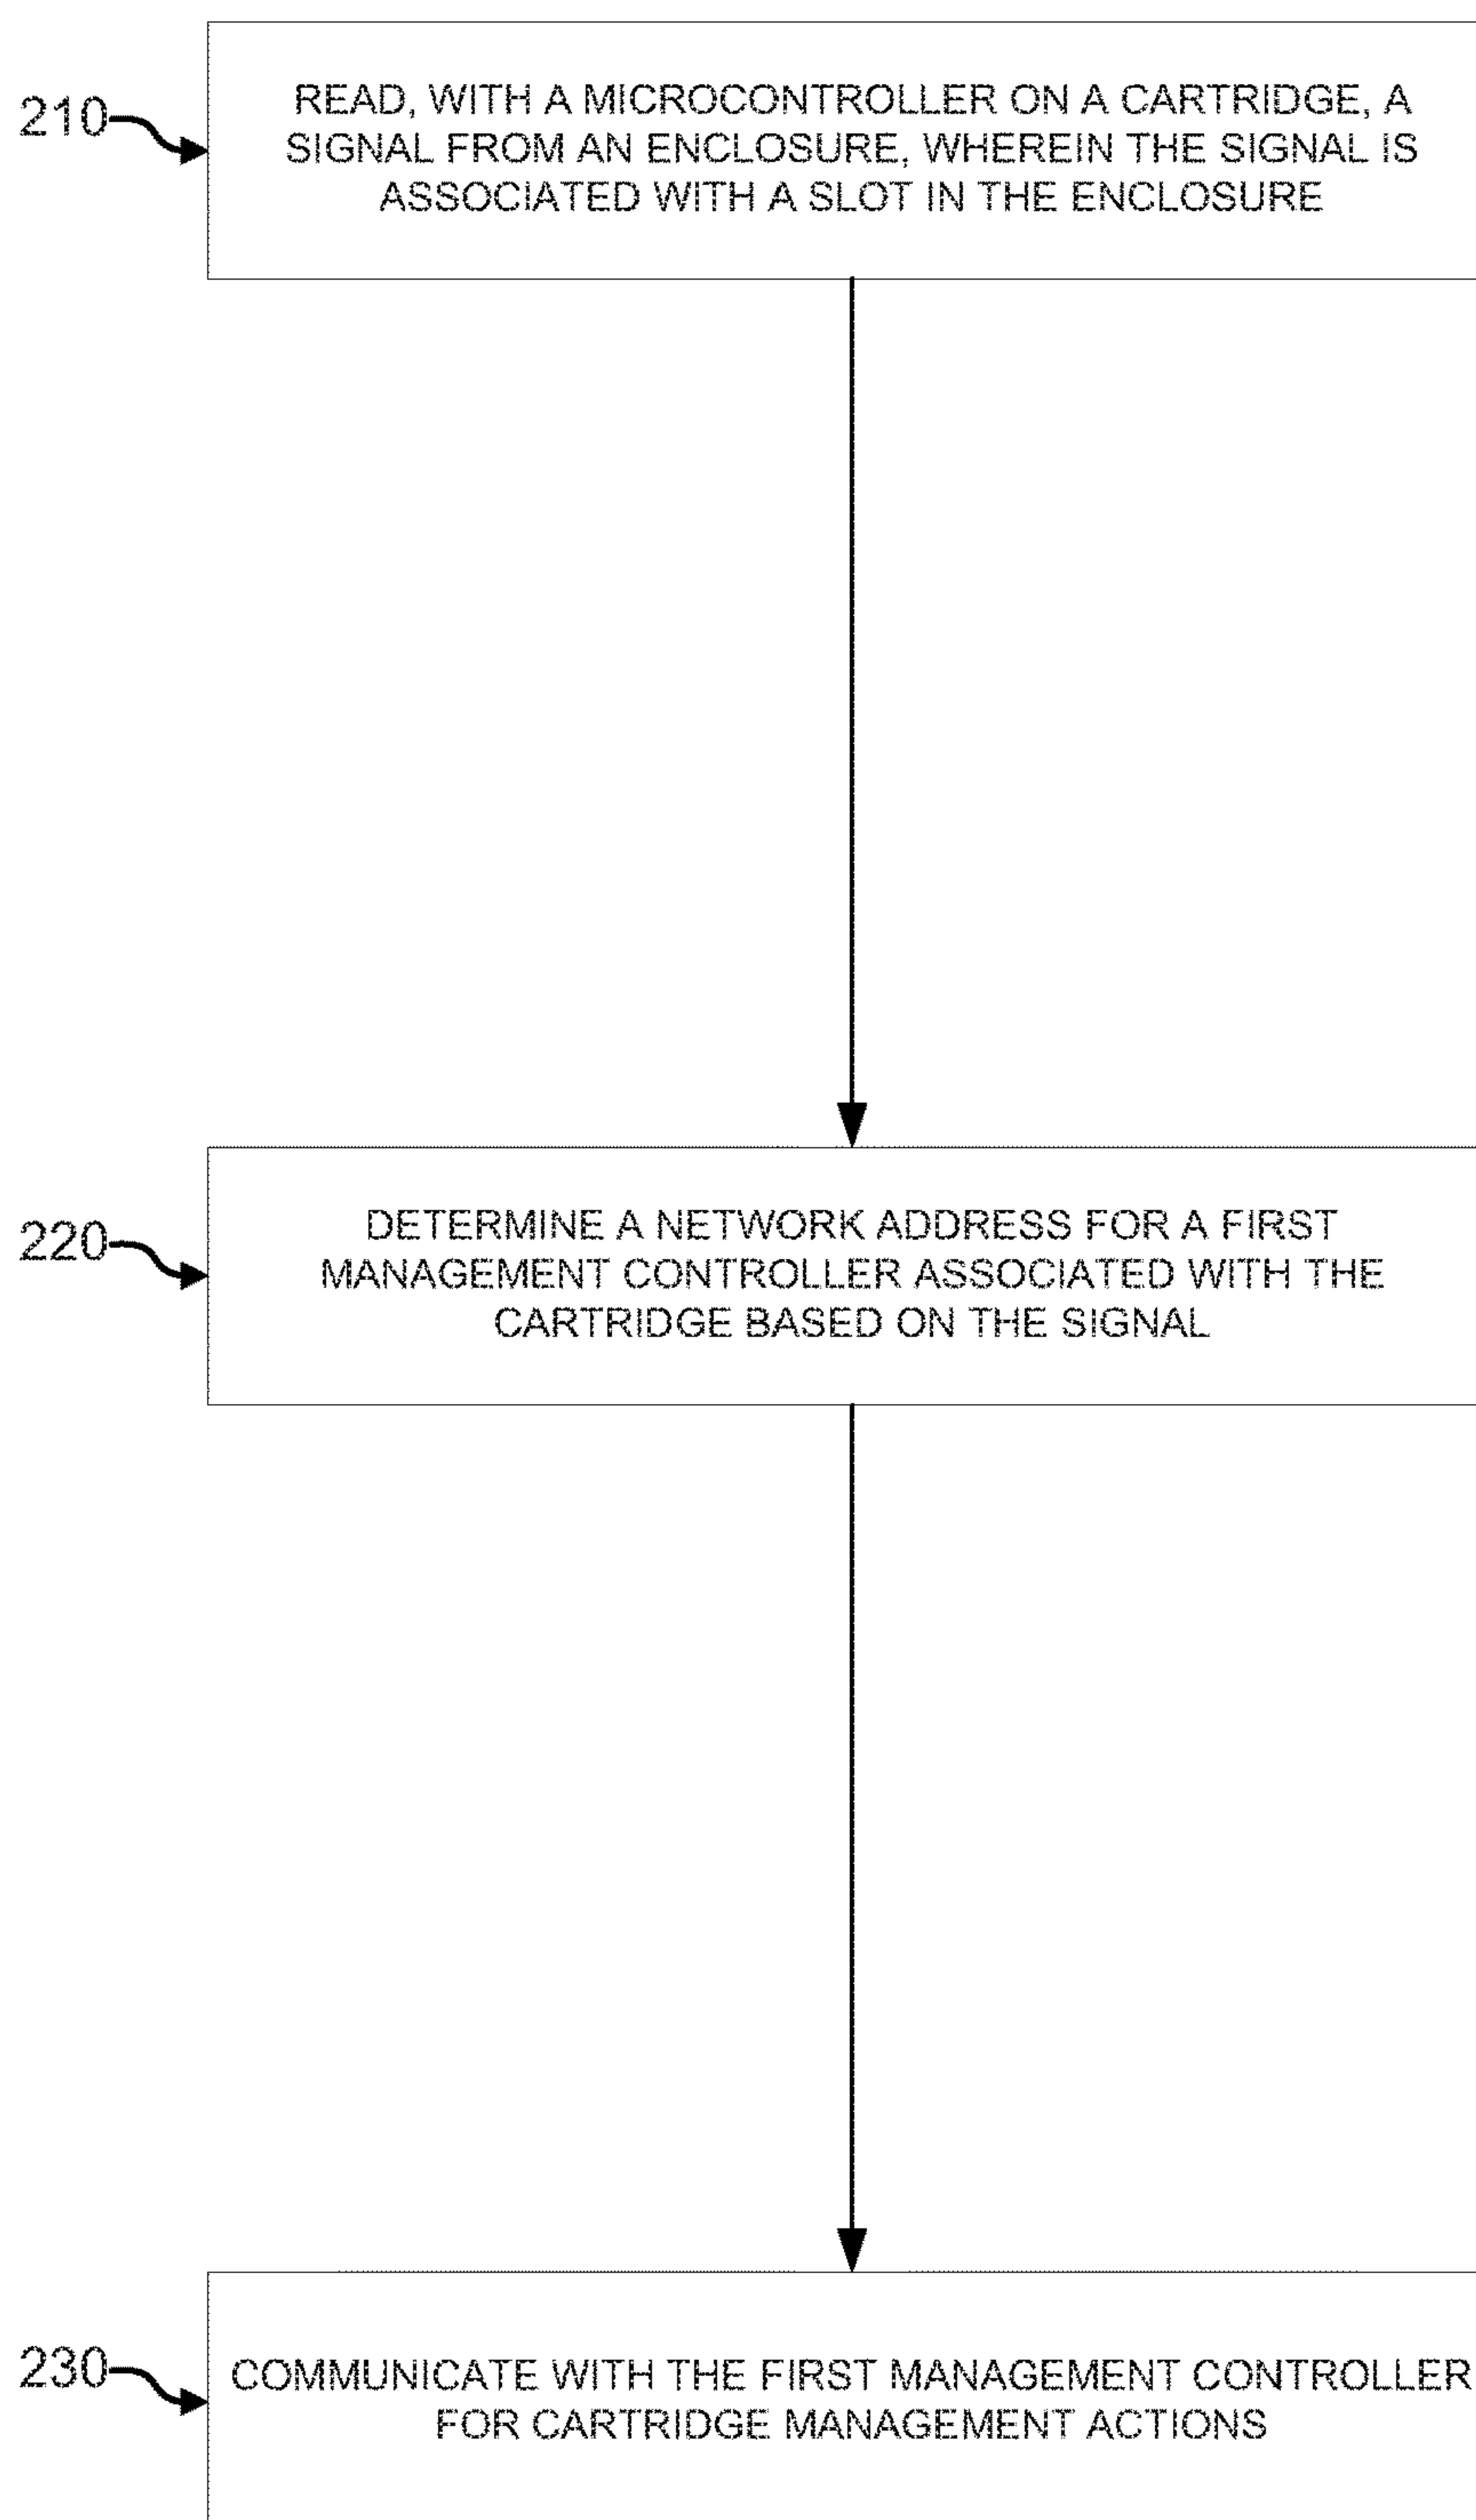 210
READ, WITH A MICROCONTROLLER ON A CARTRIDGE, A
SIGNAL FROM AN ENCLOSURE, WHEREIN THE SIGNAL IS
ASSOCIATED WITH A SLOT IN THE ENCLOSURE
220
DETERMINE A NETWORK ADDRESS FOR A FIRST
MANAGEMENT CONTROLLER ASSOCIATED WITH THE
CARTRIDGE BASED ON THE SIGNAL
230
COMMUNICATE WITH THE FIRST MANAGEMENT CONTROLLER
FOR CARTRIDGE MANAGEMENT ACTIONS